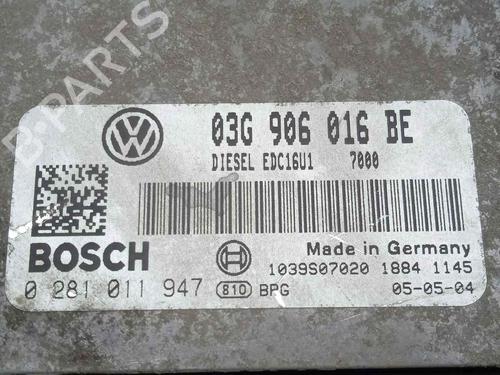 03G 906 016 BE
DIESEL EDC16U1 7000
BOSCH
Made in Germany
1039S07020 1884 1145
0 281 011 947 810 BPG 05-05-04
B-PARTS